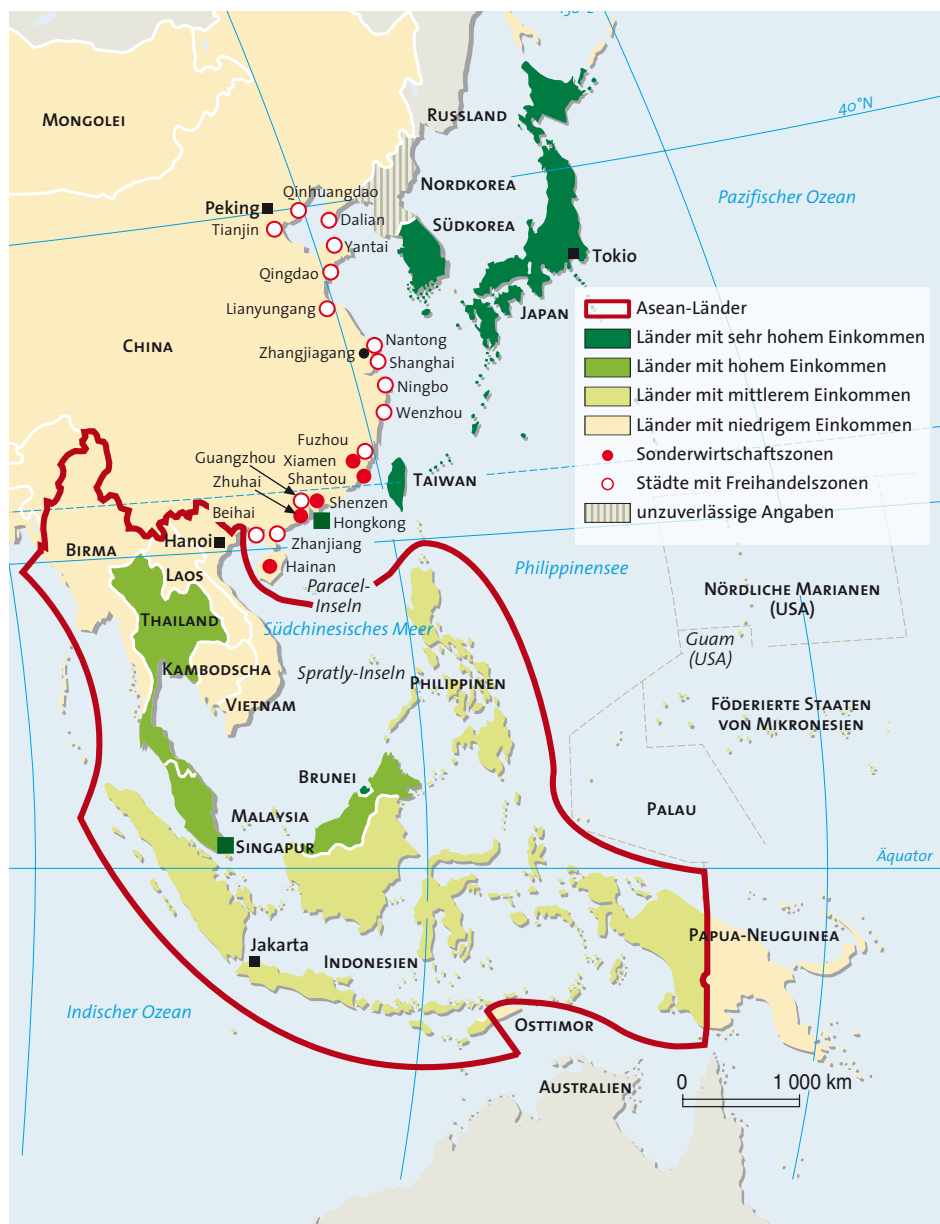 130°E
RUSSLAND
MONGOLEI
40°N
Qinhuangdao
NORDKOREA
Pazifischer Ozean
Peking
Dalian
Tianjin
SÜDKOREA
Yantai
Tokio
Qingdao
Lianyungang
JAPAN
Asean-Länder
Länder mit sehr hohem Einkommen
Länder mit hohem Einkommen
Länder mit mittlerem Einkommen
Länder mit niedrigem Einkommen
Sonderwirtschaftszonen
Städte mit Freihandelszonen
unzuverlässige Angaben
CHINA
Nantong
Zhangjiagang
Shanghai
Ningbo
Wenzhou
Fuzhou
Guangzhou
Xiamen
Zhuhai
Shantou
TAIWAN
Shenzen
Beihai
Hongkong
BIRMA
Hanoi
Zhanjiang
Hainan
LAOS
Paracel-
Inseln
Philippinensee
NÖRDLICHE MARIANEN
(USA)
THAILAND
Südchinesisches Meer
Guam
(USA)
KAMBODSCHA
Spratly-Inseln
PHILIPPINEN
VIETNAM
FÖDERIERTE STAATEN
VON MIKRONESIEN
BRUNEI
MALAYSIA
PALAU
SINGAPUR
Äquator
Jakarta
PAPUA-NEUGUINEA
INDONESIEN
Indischer Ozean
OSTTIMOR
AUSTRALIEN
0 1 000 km